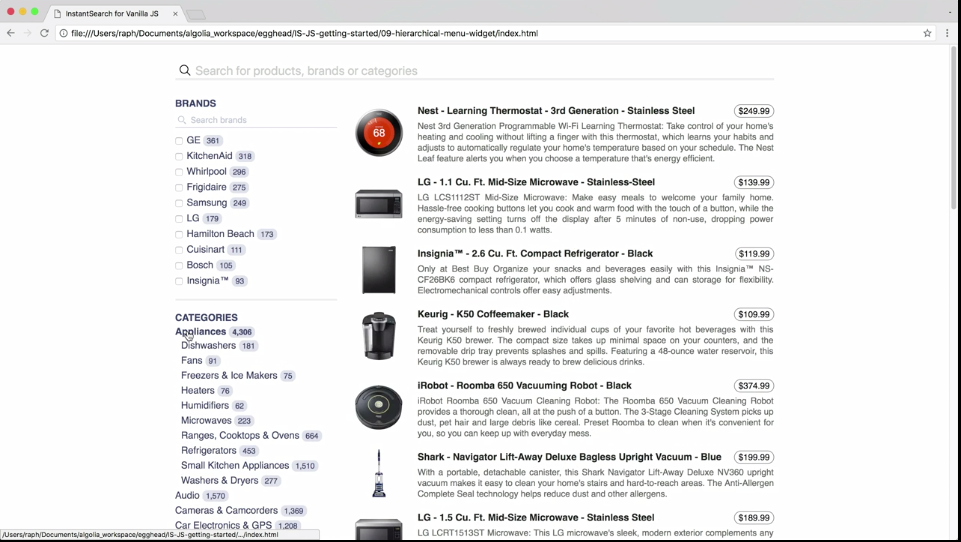 InstantSearch for Vanilla JS
file:///Users/raph/Documents/algolia_workspace/egghead/IS-JS-getting-started/09-hierarchical-menu-widget/index.html
Search for products, brands or categories
BRANDS
Search brands
GE 361
KitchenAid 318
Whirlpool 296
Frigidaire 275
Samsung 249
LG 179
Hamilton Beach 173
Cuisinart 111
Bosch 105
Insignia™ 93
CATEGORIES
Appliances 4,306
Dishwashers 181
Fans 91
Freezers & Ice Makers 75
Heaters 76
Humidifiers 62
Microwaves 223
Ranges, Cooktops & Ovens 664
Refrigerators 453
Small Kitchen Appliances 1,510
Washers & Dryers 277
Audio 1,570
Cameras & Camcorders 1,369
Car Electronics & GPS 1,208
Nest - Learning Thermostat - 3rd Generation - Stainless Steel $249.99
Nest 3rd Generation Programmable Wi-Fi Learning Thermostat: Take control of your home's
heating and cooling without lifting a finger with this thermostat, which learns your habits and
adjusts to automatically regulate your home's temperature based on your schedule. The Nest
Leaf feature alerts you when you choose a temperature that's energy efficient.
68
LG - 1.1 Cu. Ft. Mid-Size Microwave - Stainless-Steel $139.99
LG LCS1112ST Mid-Size Microwave: Make easy meals to welcome your family home.
Hassle-free cooking buttons let you cook and warm food with the touch of a button, while the
energy-saving setting turns off the display after 5 minutes of non-use, dropping power
consumption to less than 0.1 watts.
Insignia™ - 2.6 Cu. Ft. Compact Refrigerator - Black $119.99
Only at Best Buy Organize your snacks and beverages easily with this Insignia™ NS-
CF26BK6 compact refrigerator, which offers glass shelving and can storage for flexibility.
Electromechanical controls offer easy adjustments.
Keurig - K50 Coffeemaker - Black $109.99
Treat yourself to freshly brewed individual cups of your favorite hot beverages with this
Keurig K50 brewer. The compact size takes up minimal space on your counters, and the
removable drip tray prevents splashes and spills. Featuring a 48-ounce water reservoir, this
Keurig K50 brewer is always ready to brew delicious drinks.
iRobot - Roomba 650 Vacuuming Robot - Black $374.99
iRobot Roomba 650 Vacuum Cleaning Robot: The Roomba 650 Vacuum Cleaning Robot
provides a thorough clean, all at the push of a button. The 3-Stage Cleaning System picks up
dust, pet hair and large debris like cereal. Preset Roomba to clean when it's convenient for
you, so you can keep up with everyday mess.
Shark - Navigator Lift-Away Deluxe Bagless Upright Vacuum - Blue $199.99
With a portable, detachable canister, this Shark Navigator Lift-Away Deluxe NV360 upright
vacuum makes it easy to clean your home's stairs and hard-to-reach areas. The Anti-Allergen
Complete Seal technology helps reduce dust and other allergens.
LG - 1.5 Cu. Ft. Mid-Size Microwave - Stainless Steel $189.99
LG LCRT1513ST Microwave: This LG microwave's sleek, modern exterior complements any
/Users/raph/Documents/algolia_workspace/egghead/IS-JS-getting-started/.../index.html